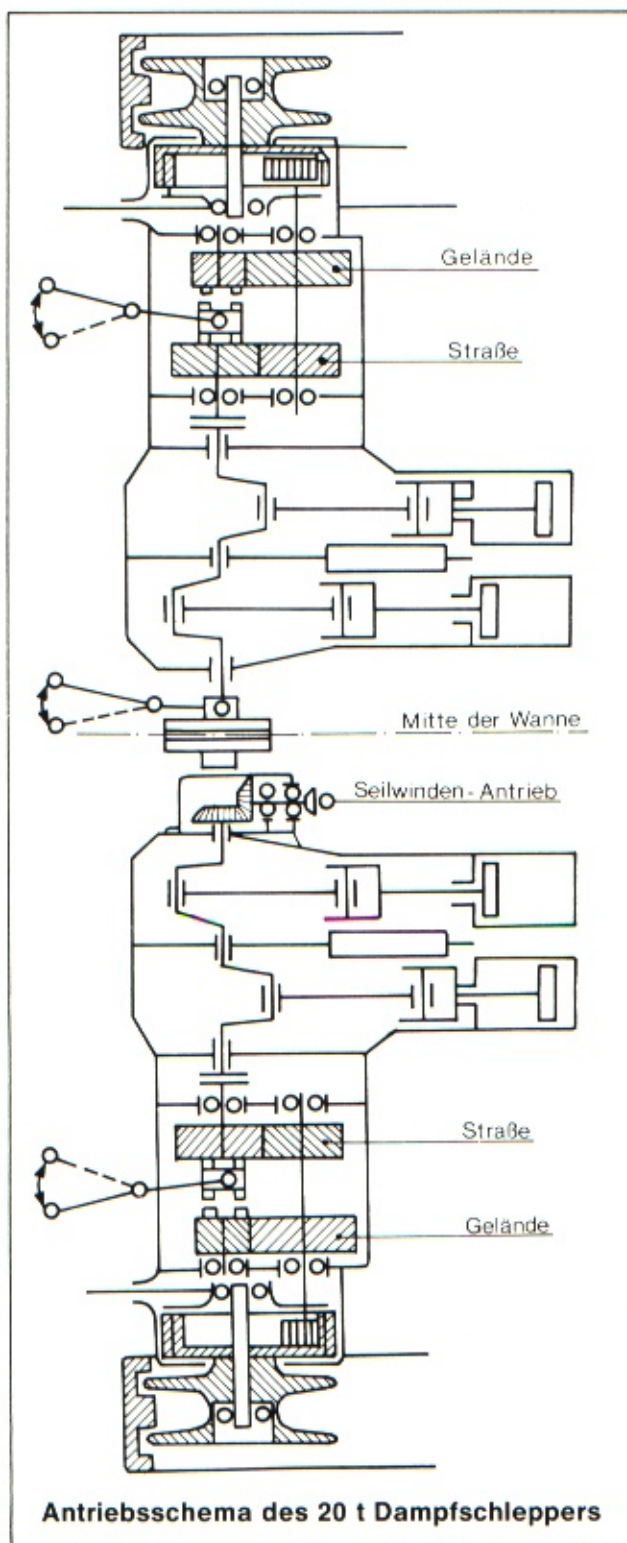 Gelände
Straße
Mitte der Wanne
Seilwinden-Antrieb
Straße
Gelände
Antriebsschema des 20 t Dampfschleppers